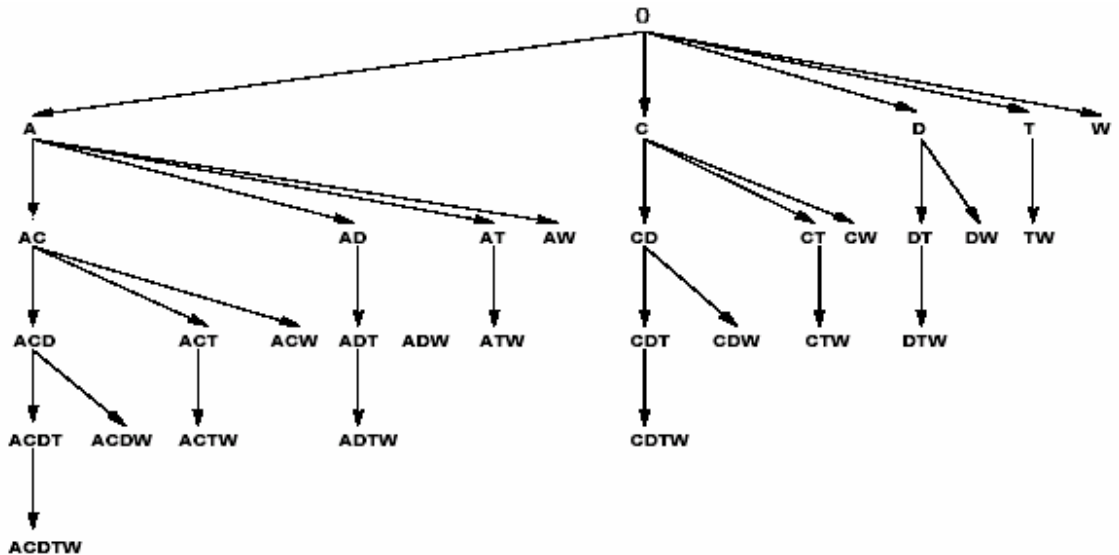 {}
A C D T W
AC AD AT AW CD CT CW DT DW TW
ACD ACT ACW ADT ADW ATW CDT CDW CTW DTW
ACDT ACDW ACTW ADTW CDTW
ACDTW